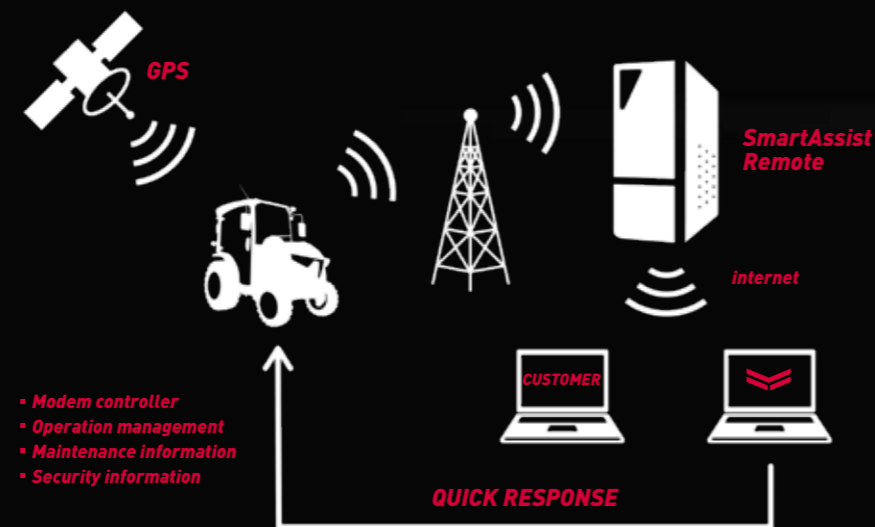 GPS
SmartAssist
Remote
internet
CUSTOMER
▪ Modem controller
▪ Operation management
▪ Maintenance information
▪ Security information
QUICK RESPONSE